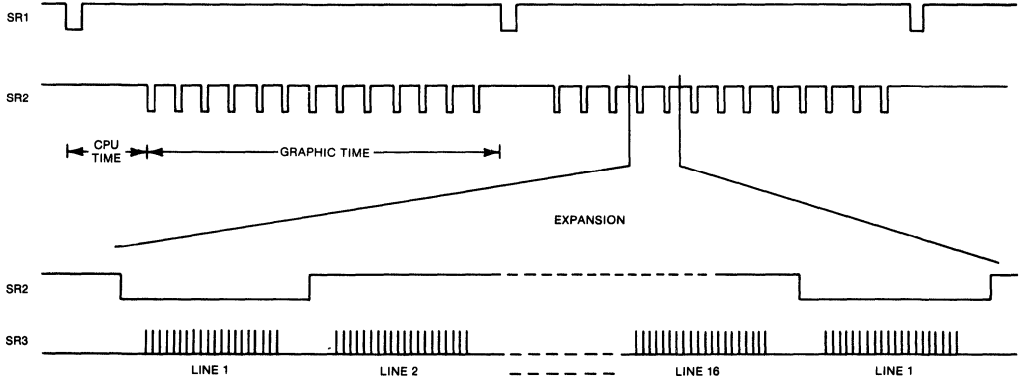 SR1
SR2
CPU
TIME
GRAPHIC TIME
EXPANSION
SR2
SR3
LINE 1
LINE 2
LINE 16
LINE 1